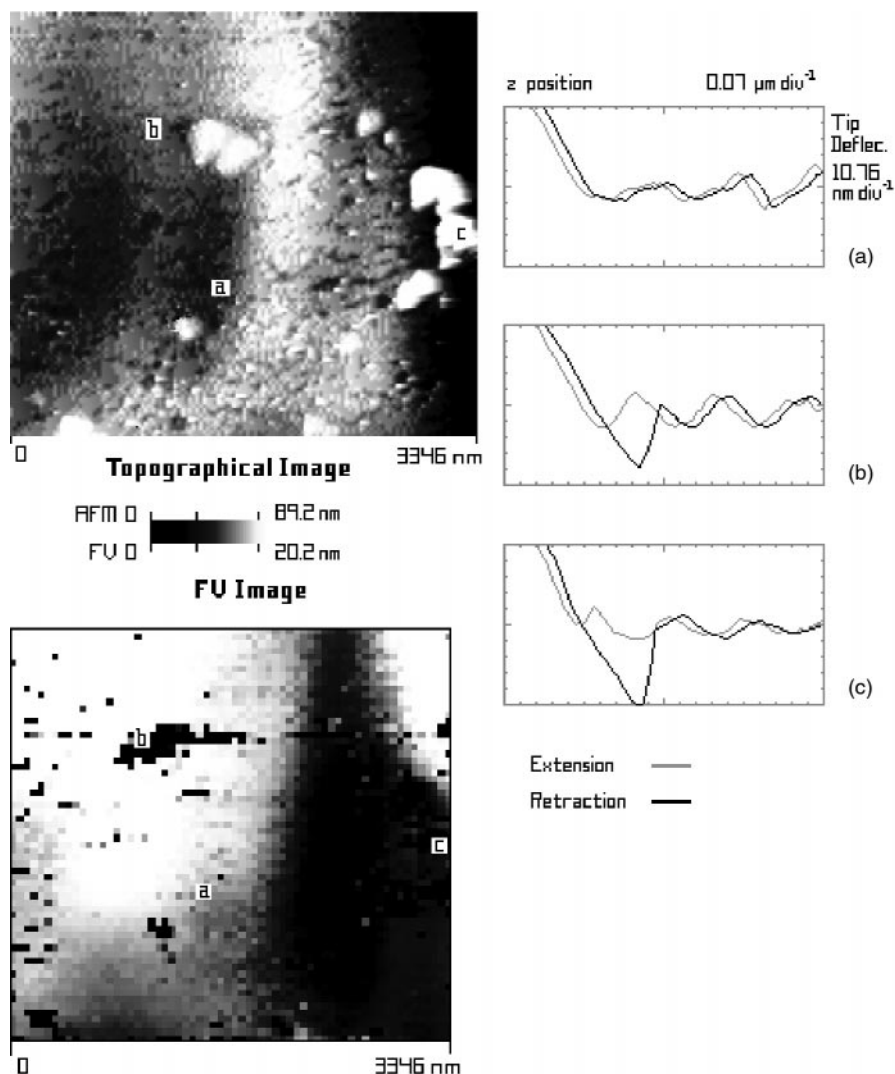 b
a
c
0 3346 nm
Topographical Image
AFM 0 89.2 nm
FV 0 20.2 nm
FV Image
b
a
c
0 3346 nm
z position 0.07 µm div-1
Tip
Deflec.
10.76
nm div-1
(a)
(b)
(c)
Extension
Retraction